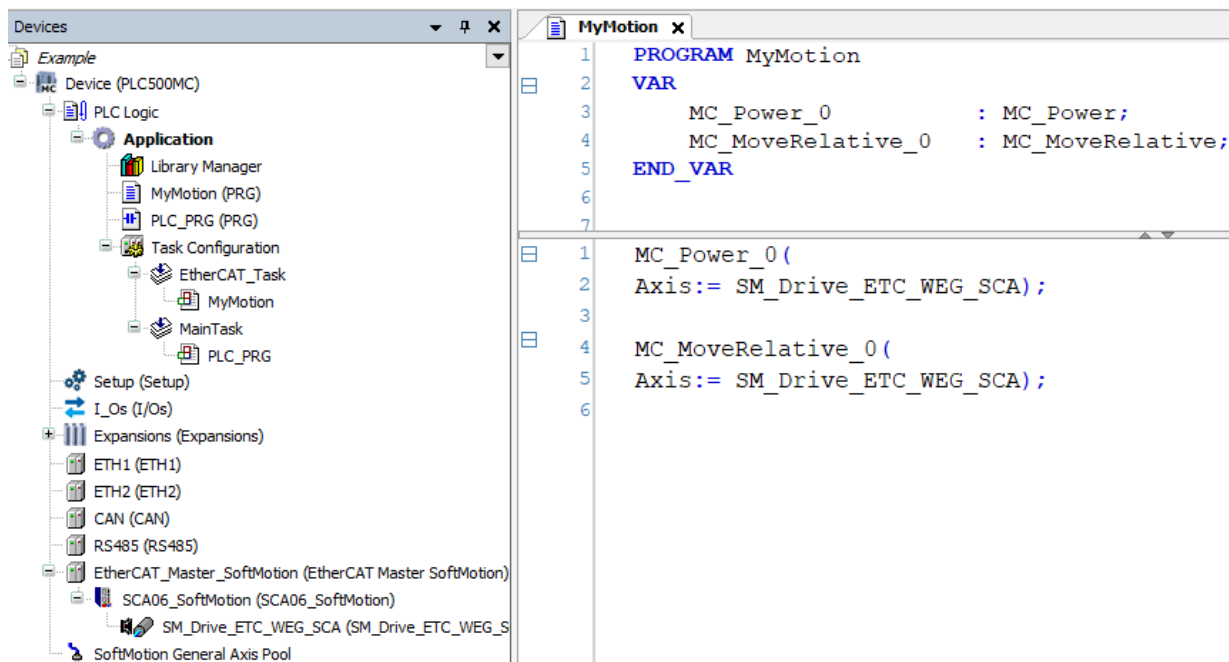 Devices
Example
Device (PLC500MC)
PLC Logic
Application
Library Manager
MyMotion (PRG)
PLC_PRG (PRG)
Task Configuration
EtherCAT_Task
MyMotion
MainTask
PLC_PRG
Setup (Setup)
I_Os (I/Os)
Expansions (Expansions)
ETH1 (ETH1)
ETH2 (ETH2)
CAN (CAN)
RS485 (RS485)
EtherCAT_Master_SoftMotion (EtherCAT Master SoftMotion)
SCA06_SoftMotion (SCA06_SoftMotion)
SM_Drive_ETC_WEG_SCA (SM_Drive_ETC_WEG_S
SoftMotion General Axis Pool
MyMotion
1 PROGRAM MyMotion
2 VAR
3 MC_Power_0 : MC_Power;
4 MC_MoveRelative_0 : MC_MoveRelative;
5 END_VAR
6
7
1 MC_Power_0(
2 Axis:= SM_Drive_ETC_WEG_SCA);
3
4 MC_MoveRelative_0(
5 Axis:= SM_Drive_ETC_WEG_SCA);
6